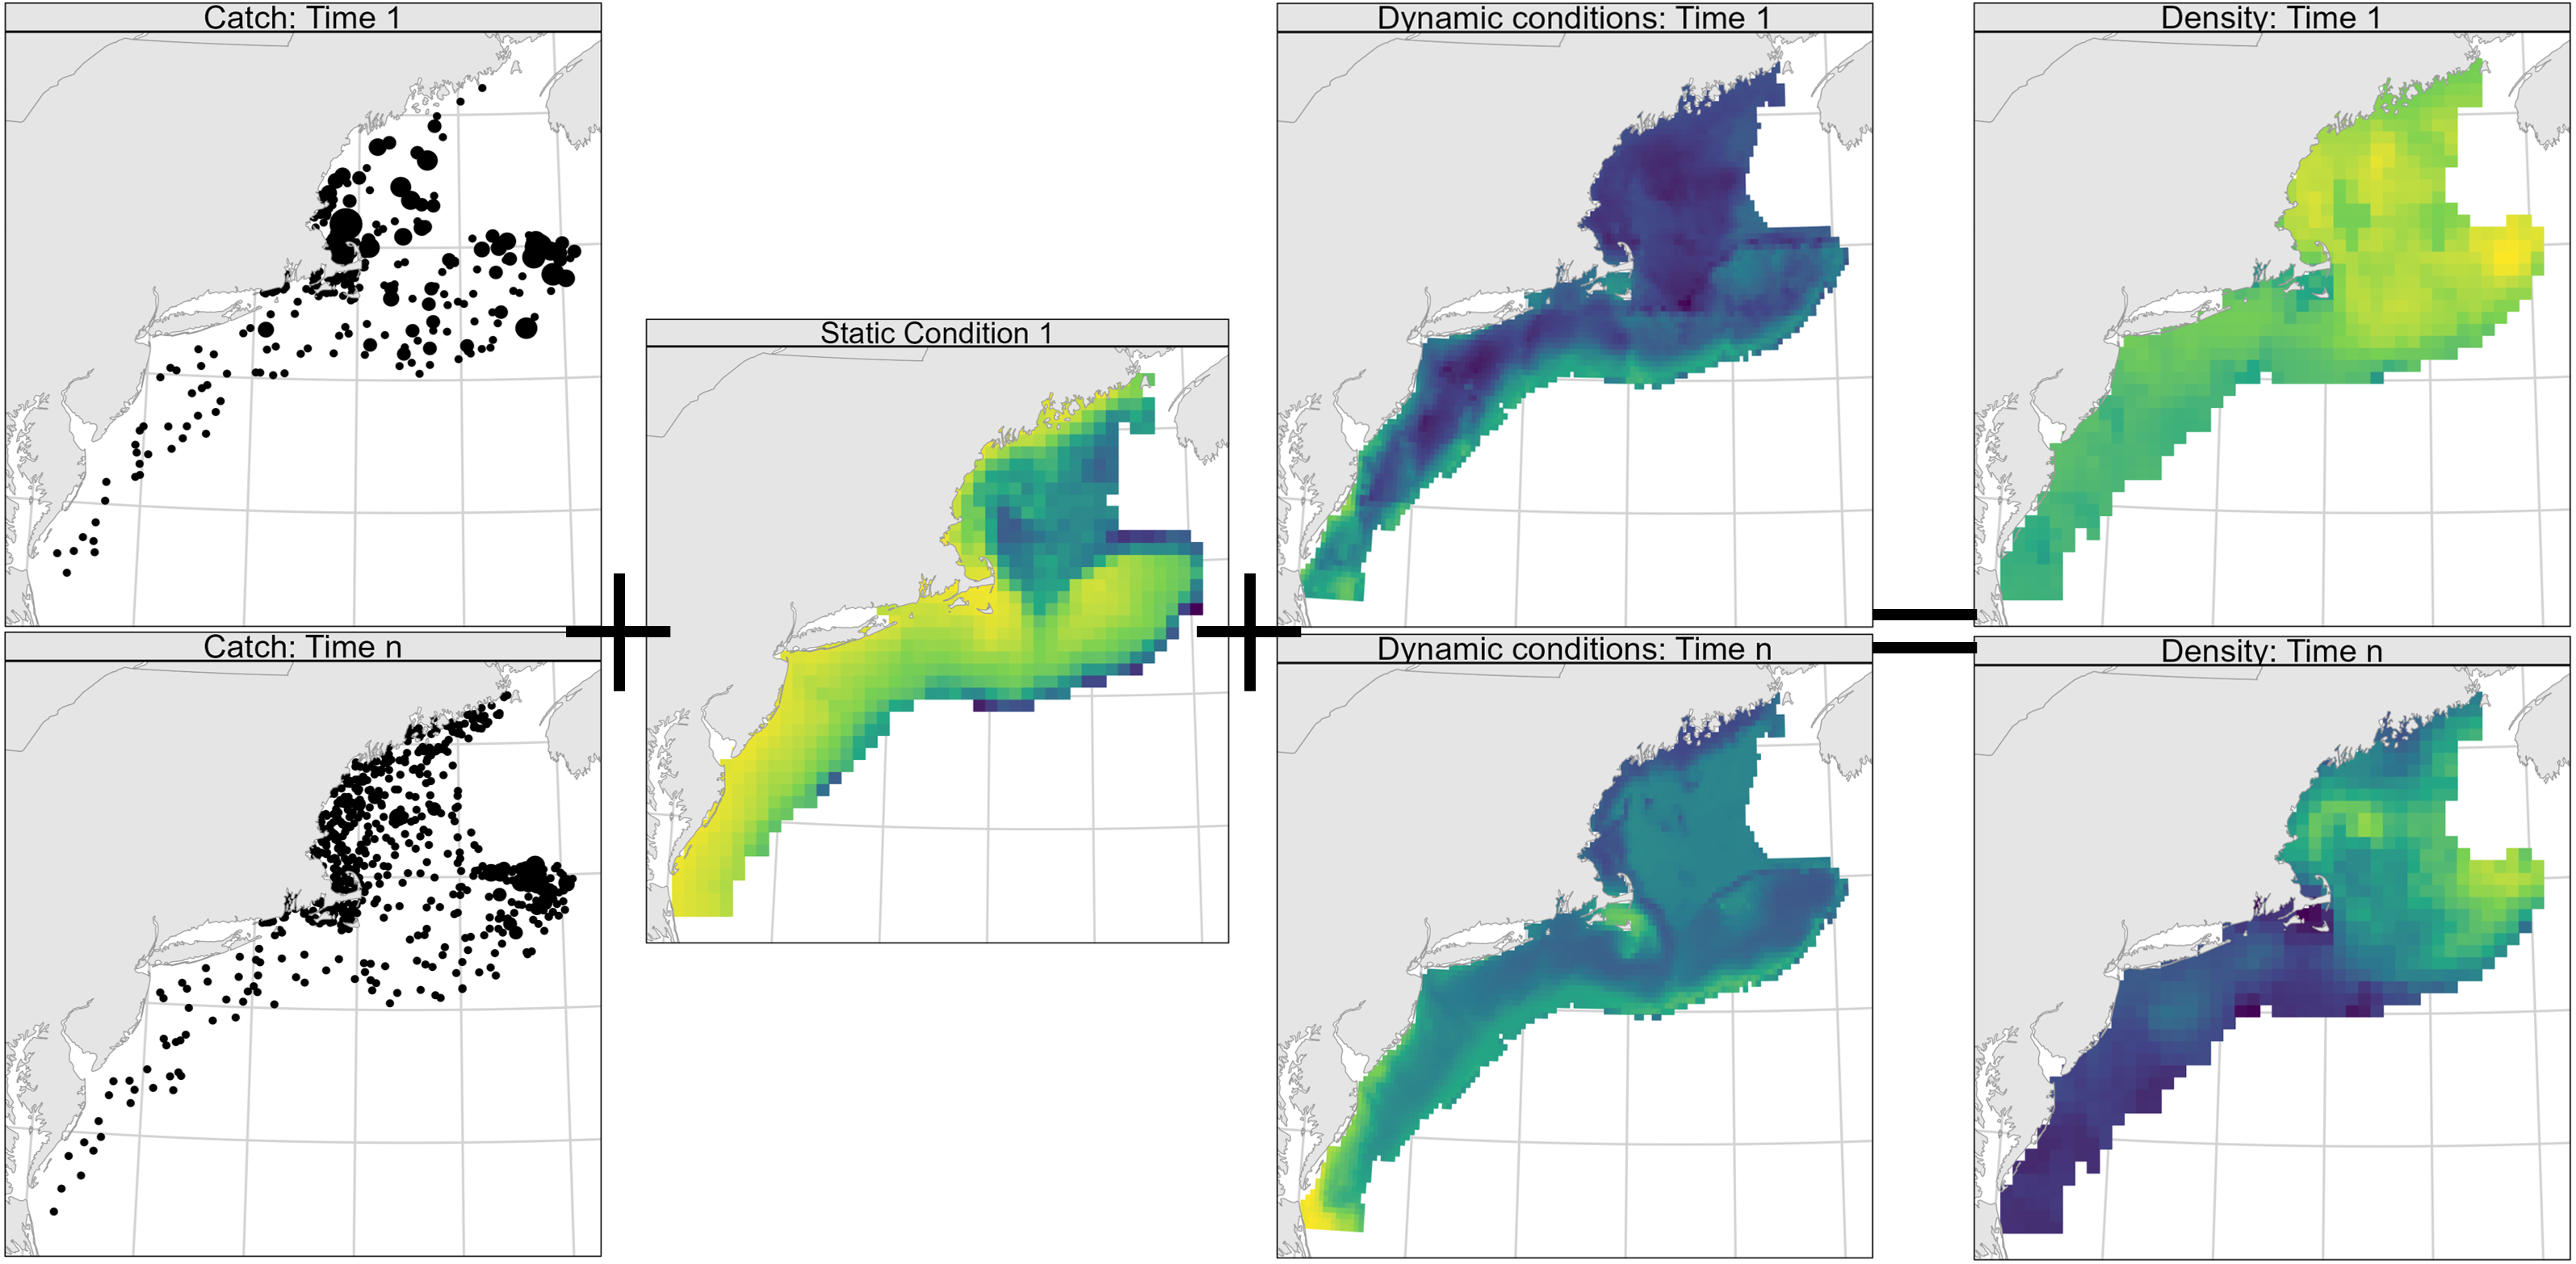 Catch: Time 1
Catch: Time n
Static Condition 1
Dynamic conditions: Time 1
Dynamic conditions: Time n
Density: Time 1
Density: Time n